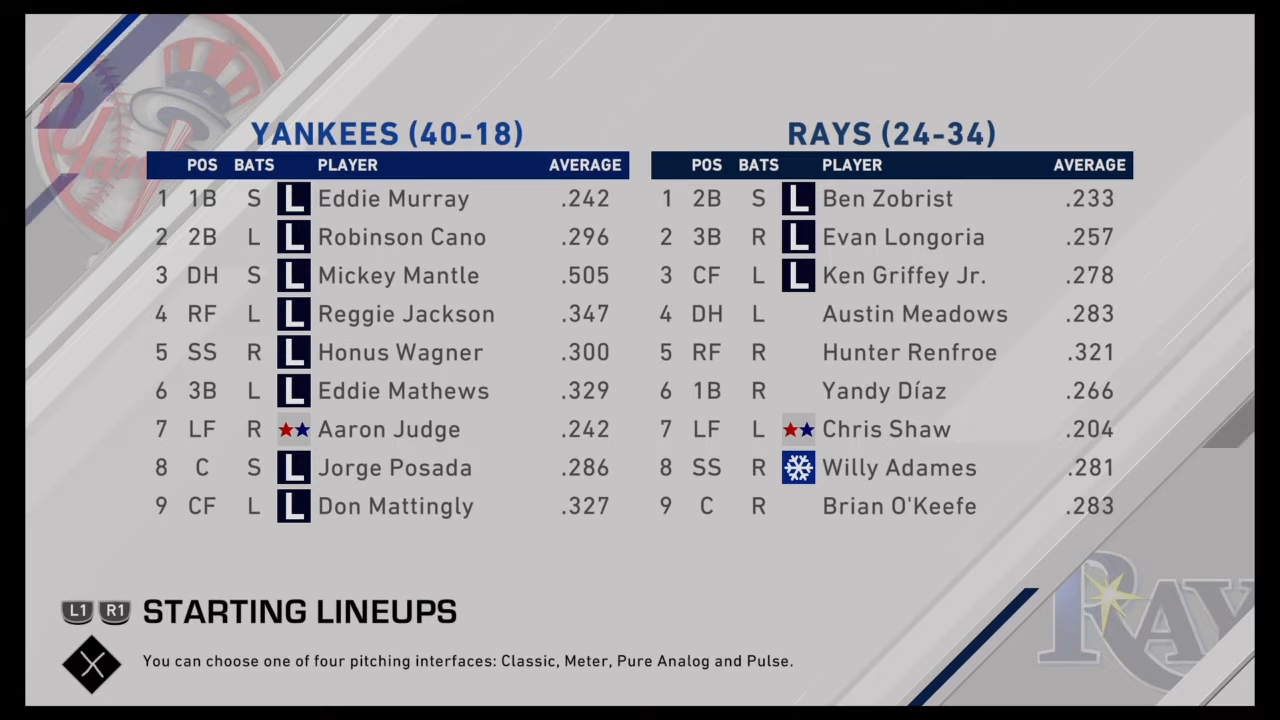 YANKEES (40-18)
POS BATS PLAYER AVERAGE
1 1B S L Eddie Murray .242
2 2B L L Robinson Cano .296
3 DH S L Mickey Mantle .505
4 RF L L Reggie Jackson .347
5 SS R L Honus Wagner .300
6 3B L L Eddie Mathews .329
7 LF R Aaron Judge .242
8 C S L Jorge Posada .286
9 CF L L Don Mattingly .327
RAYS (24-34)
POS BATS PLAYER AVERAGE
1 2B S L Ben Zobrist .233
2 3B R L Evan Longoria .257
3 CF L L Ken Griffey Jr. .278
4 DH L Austin Meadows .283
5 RF R Hunter Renfroe .321
6 1B R Yandy Díaz .266
7 LF L Chris Shaw .204
8 SS R Willy Adames .281
9 C R Brian O'Keefe .283
L1 R1 STARTING LINEUPS
You can choose one of four pitching interfaces: Classic, Meter, Pure Analog and Pulse.
RAY